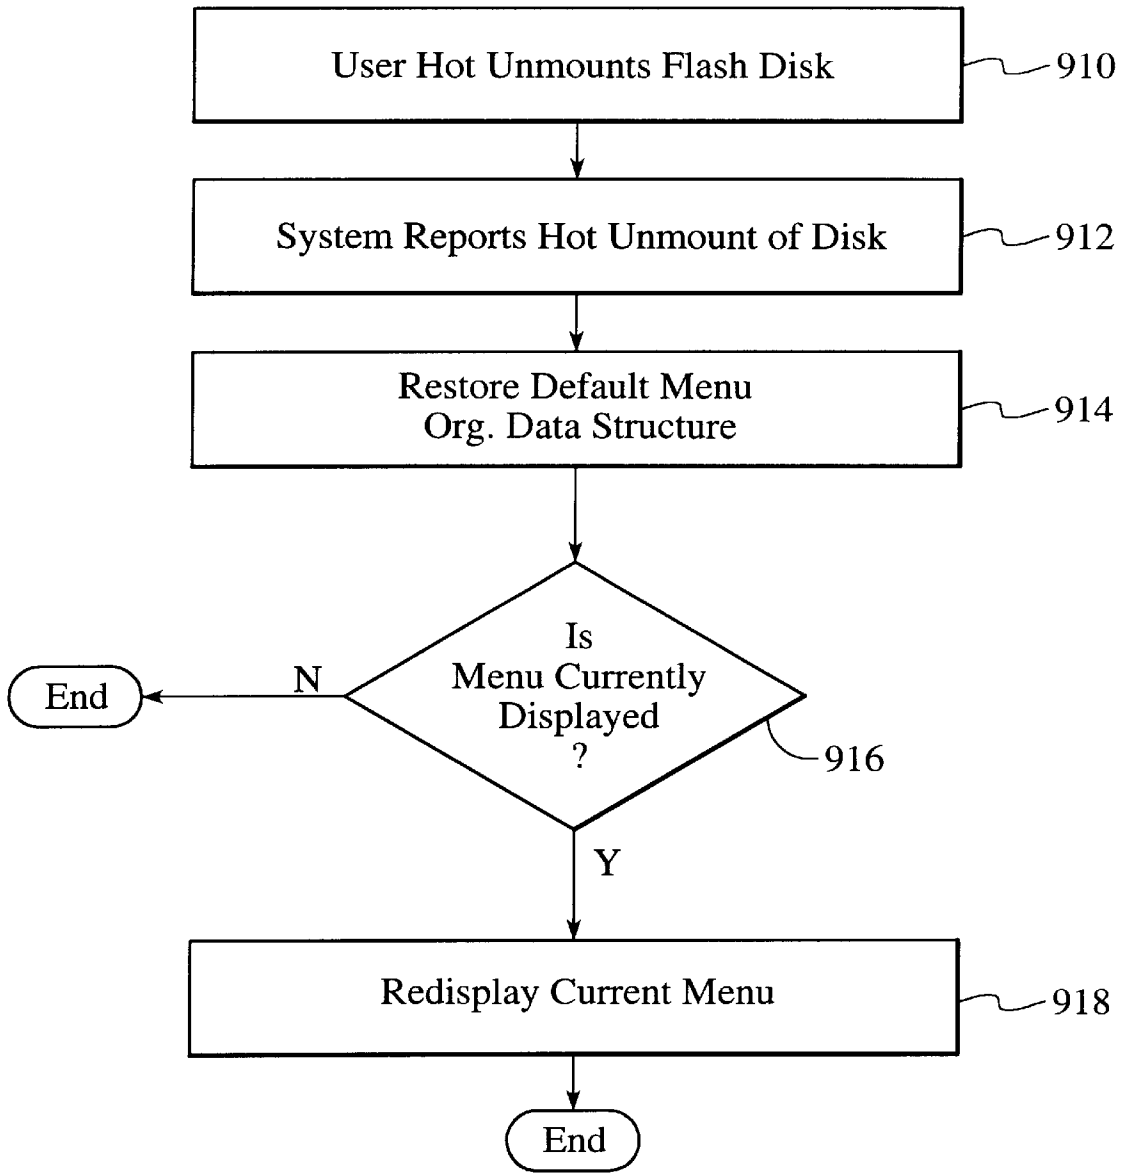 User Hot Unmounts Flash Disk
910
System Reports Hot Unmount of Disk
912
Restore Default Menu
Org. Data Structure
914
Is
Menu Currently
Displayed
?
N
End
916
Y
Redisplay Current Menu
918
End